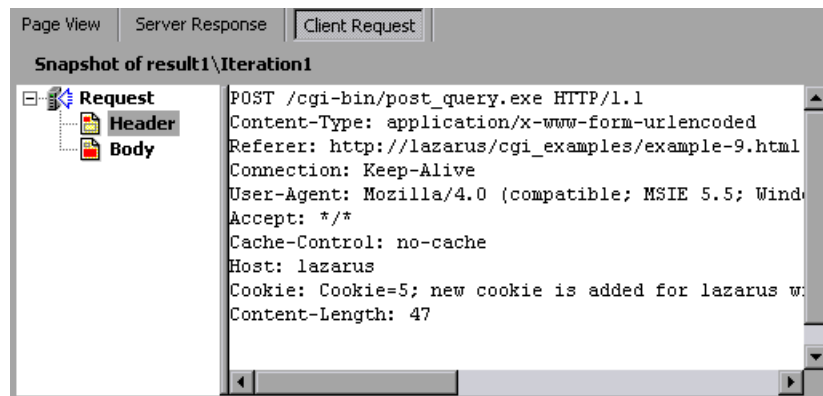 Page View Server Response Client Request
Snapshot of result1\Iteration1
Request
Header
Body
POST /cgi-bin/post_query.exe HTTP/1.1
Content-Type: application/x-www-form-urlencoded
Referer: http://lazarus/cgi_examples/example-9.html
Connection: Keep-Alive
User-Agent: Mozilla/4.0 (compatible; MSIE 5.5;
Accept: */*
Cache-Control: no-cache
Host: lazarus
Cookie: Cookie=5; new cookie is added for lazarus
Content-Length: 47